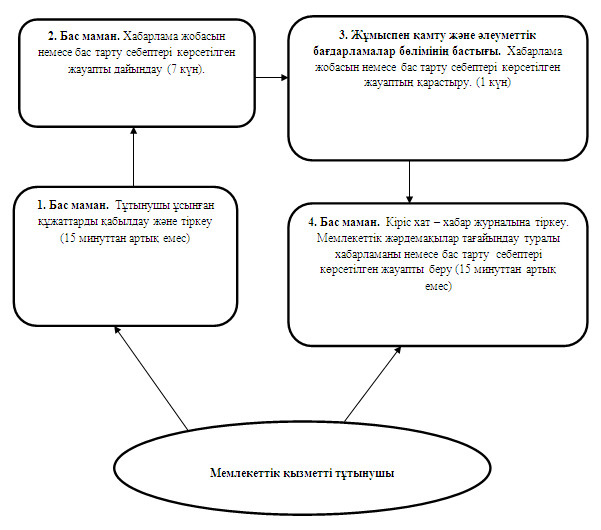 2. Бас маман. Хабарлама жобасын
немесе бас тарту себептері көрсетілген
жауапты дайындау (7 күн).
3. Жұмыспен қамту және әлеуметтік
бағдарламалар бөлімінің бастығы. Хабарлама
жобасын немесе бас тарту себептері көрсетілген
жауаптын қарастыру. (1 күн)
1. Бас маман. Тұтынушы ұсынған
құжаттарды қабылдау және тіркеу
(15 минуттан артық емес)
4. Бас маман. Кіріс хат – хабар журналына тіркеу.
Мемлекеттік жәрдемақылар тағайындау туралы
хабарламаны немесе бас тарту себептері
көрсетілген жауапты беру (15 минуттан артық
емес)
Мемлекеттік қызметті тұтынушы